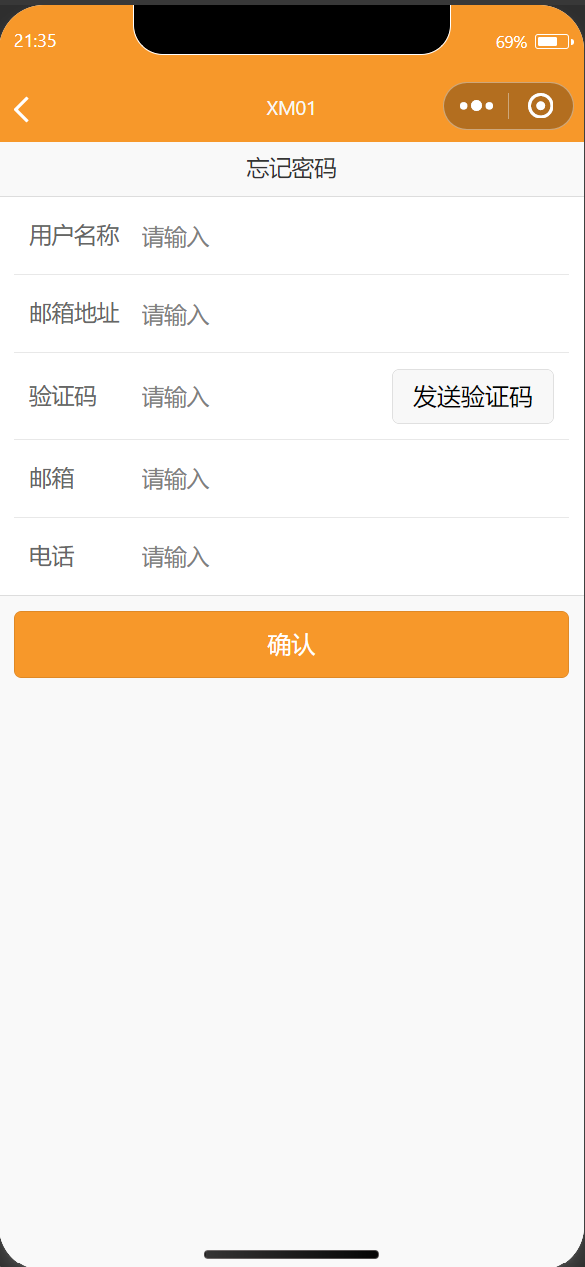 21:35
69%
XM01
忘记密码
用户名称 请输入
邮箱地址 请输入
验证码 请输入 发送验证码
邮箱 请输入
电话 请输入
确认